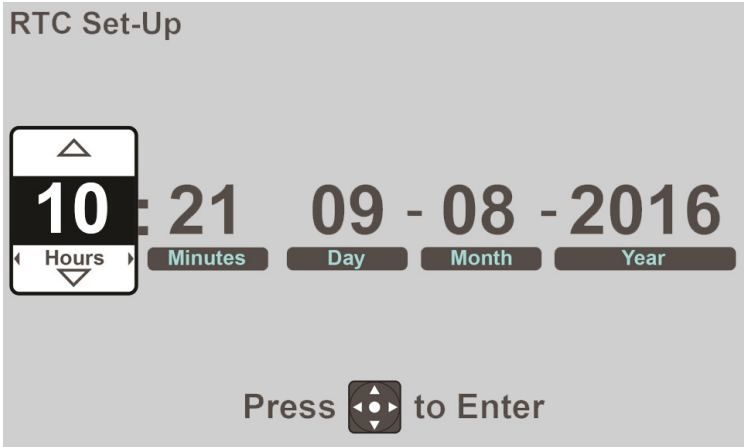 RTC Set-Up
10 : 21 09 - 08 - 2016
Hours Minutes Day Month Year
Press to Enter